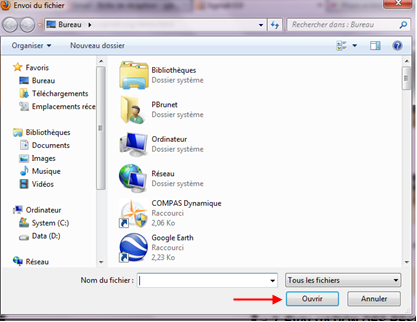 Envoi du fichier
Bureau
Rechercher dans : Bureau
Organiser
Nouveau dossier
Favoris
Bureau
Téléchargements
Emplacements réce
Bibliothèques
Documents
Images
Musique
Vidéos
Ordinateur
System (C:)
Data (D:)
Réseau
Bibliothèques
Dossier système
PBrunet
Dossier système
Ordinateur
Dossier système
Réseau
Dossier système
COMPAS Dynamique
Raccourci
2,06 Ko
Google Earth
Raccourci
2,23 Ko
Nom du fichier :
Tous les fichiers
Ouvrir
Annuler